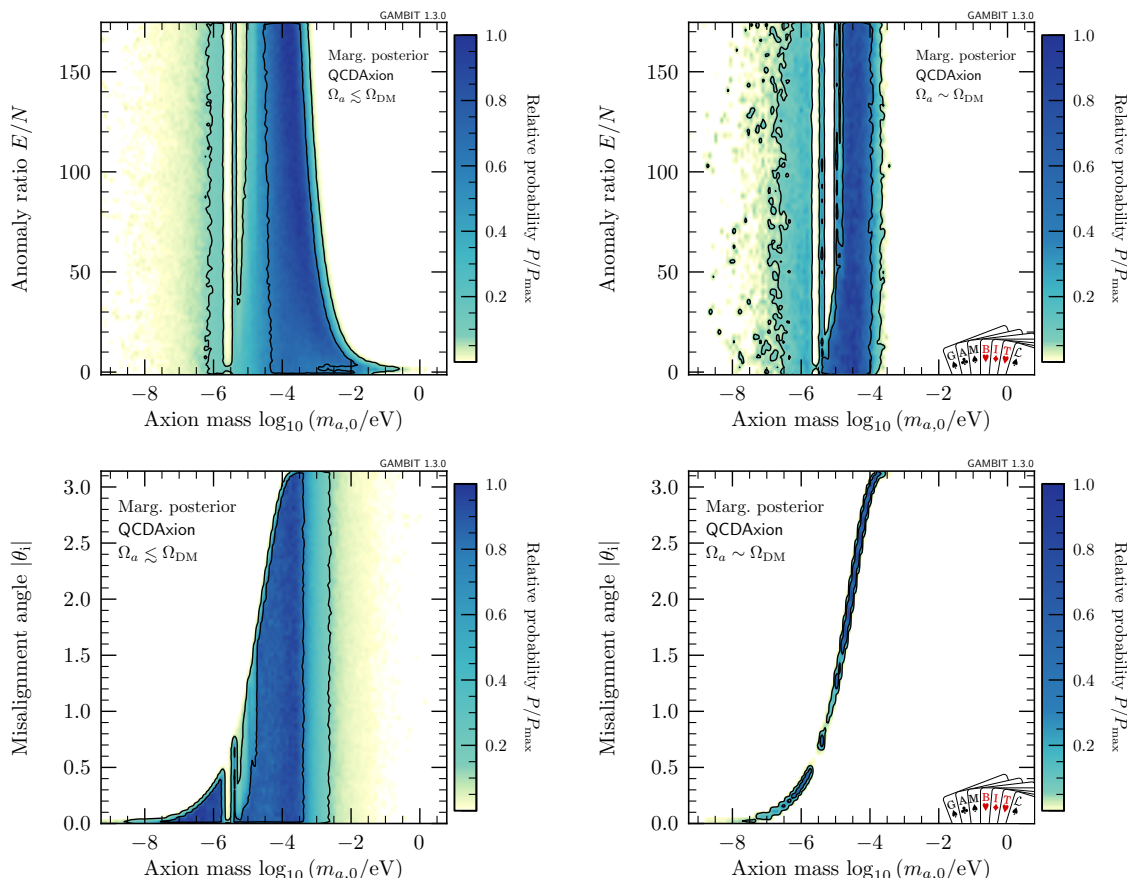 GAMBIT 1.3.0
Marg. posterior
QCDAxion
Ωₐ ≲ Ω_DM
Anomaly ratio E/N
150
100
50
0
−8
−6
−4
−2
0
Axion mass log₁₀ (m_{a,0}/eV)
1.0
0.8
0.6
0.4
0.2
Relative probability P/P_max
GAMBIT 1.3.0
Marg. posterior
QCDAxion
Ωₐ ∼ Ω_DM
Anomaly ratio E/N
150
100
50
0
−8
−6
−4
−2
0
Axion mass log₁₀ (m_{a,0}/eV)
1.0
0.8
0.6
0.4
0.2
Relative probability P/P_max
G A M B I T
GAMBIT 1.3.0
Marg. posterior
QCDAxion
Ωₐ ≲ Ω_DM
Misalignment angle |θ_i|
3.0
2.5
2.0
1.5
1.0
0.5
0.0
−8
−6
−4
−2
0
Axion mass log₁₀ (m_{a,0}/eV)
1.0
0.8
0.6
0.4
0.2
Relative probability P/P_max
GAMBIT 1.3.0
Marg. posterior
QCDAxion
Ωₐ ∼ Ω_DM
Misalignment angle |θ_i|
3.0
2.5
2.0
1.5
1.0
0.5
0.0
−8
−6
−4
−2
0
Axion mass log₁₀ (m_{a,0}/eV)
1.0
0.8
0.6
0.4
0.2
Relative probability P/P_max
G A M B I T